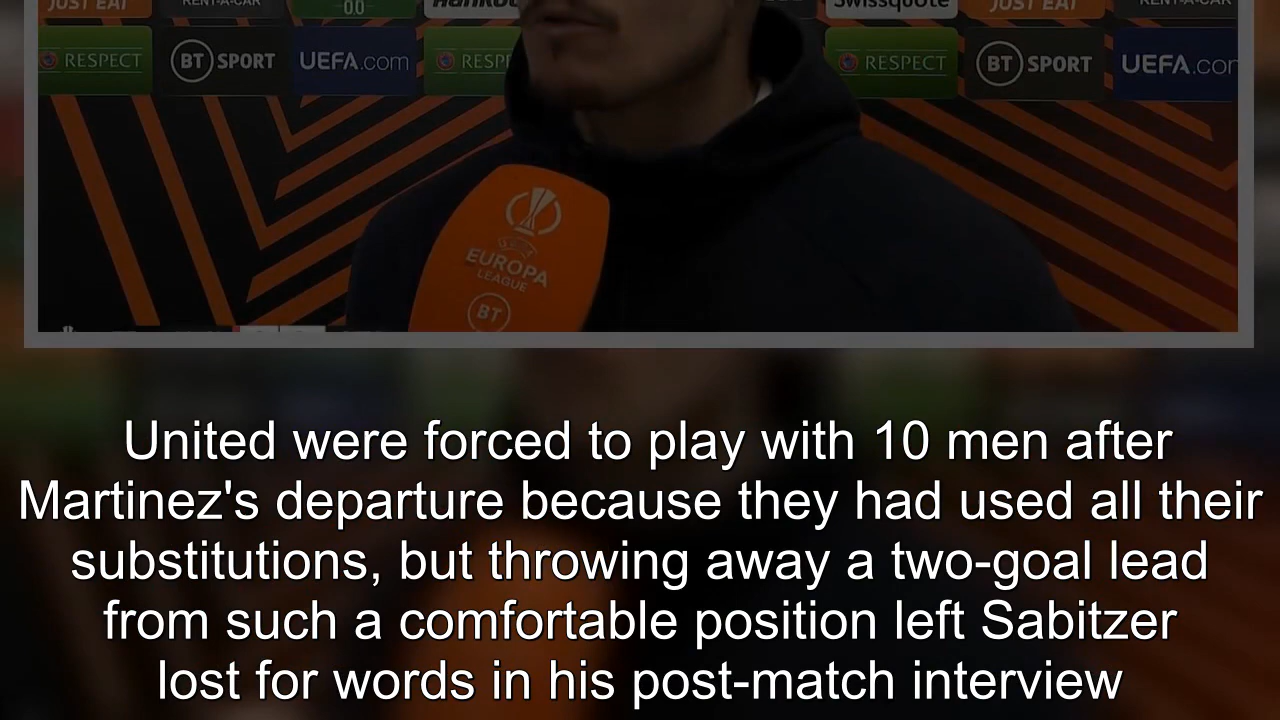 JUST EAT
RENT-A-CAR
00
Hankook
Swissquote
JUST EAT
RENT-A-CAR
RESPECT
BT SPORT
UEFA.com
RESP
RESPECT
BT SPORT
UEFA.com
EUROPA
LEAGUE
BT
United were forced to play with 10 men after
Martinez's departure because they had used all their
substitutions, but throwing away a two-goal lead
from such a comfortable position left Sabitzer
lost for words in his post-match interview